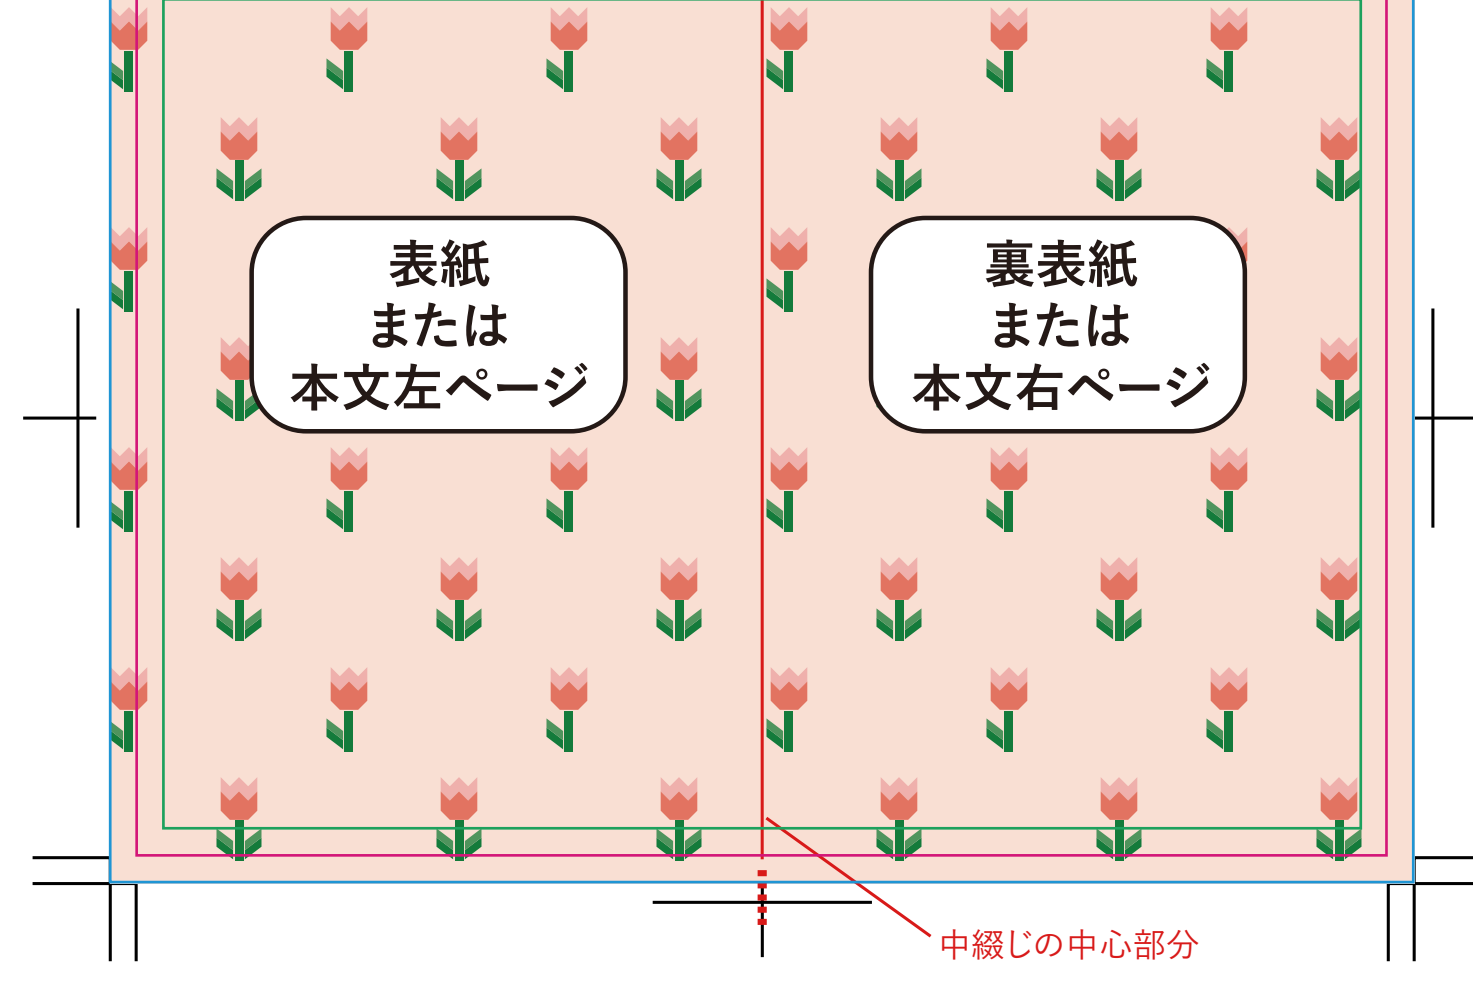 表紙
または
本文左ページ
裏表紙
または
本文右ページ
中綴じの中心部分